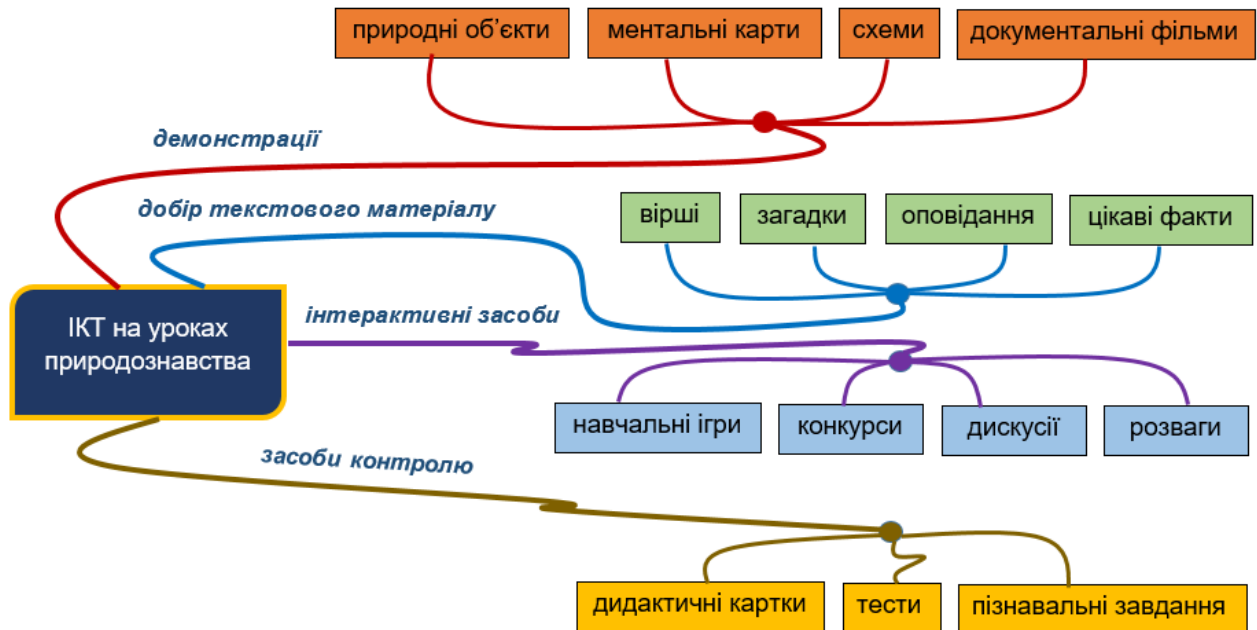 природні об’єкти
ментальні карти
схеми
документальні фільми
демонстрації
добір текстового матеріалу
вірші
загадки
оповідання
цікаві факти
ІКТ на уроках
природознавства
інтерактивні засоби
навчальні ігри
конкурси
дискусії
розваги
засоби контролю
дидактичні картки
тести
пізнавальні завдання